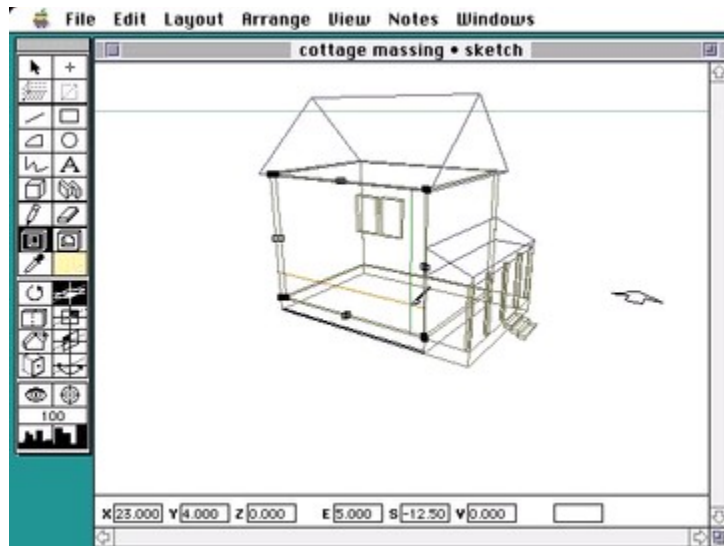 File Edit Layout Arrange View Notes Windows
cottage massing • sketch
A
100
X 23.000 Y 4.000 Z 0.000 E 5.000 S -12.50 V 0.000